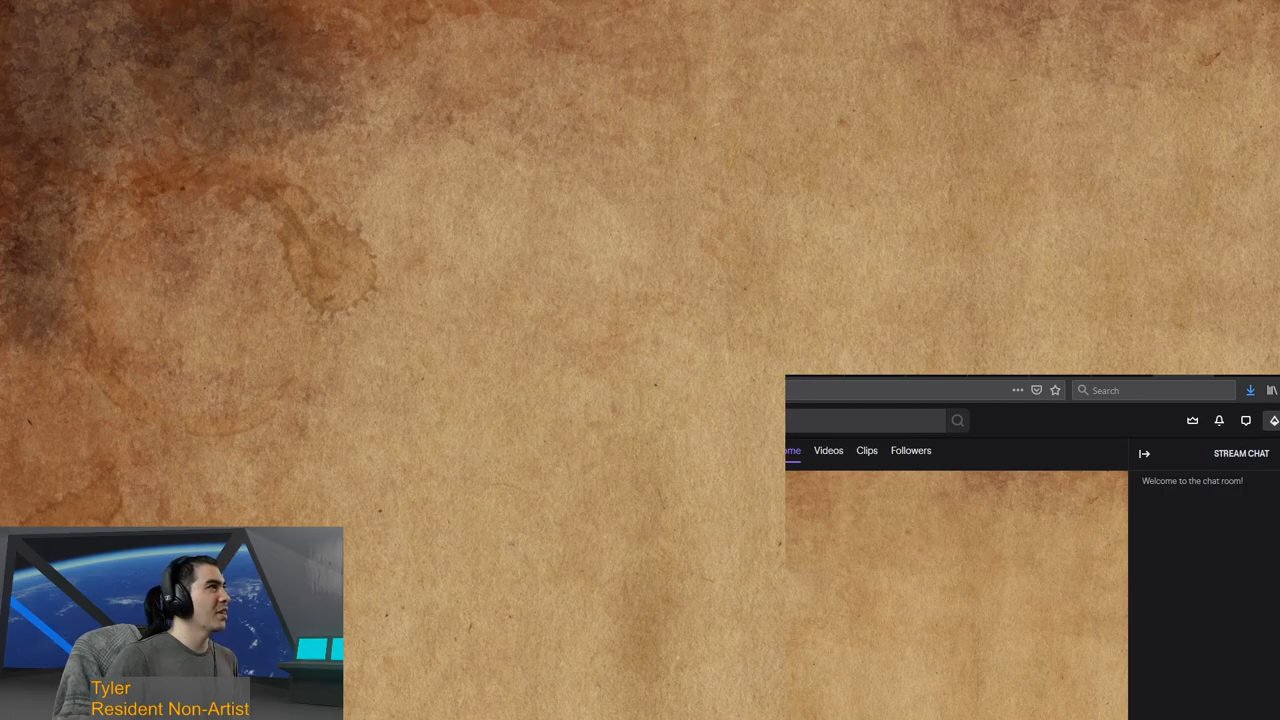 Search
ome
Videos
Clips
Followers
STREAM CHAT
Welcome to the chat room!
Tyler
Resident Non-Artist